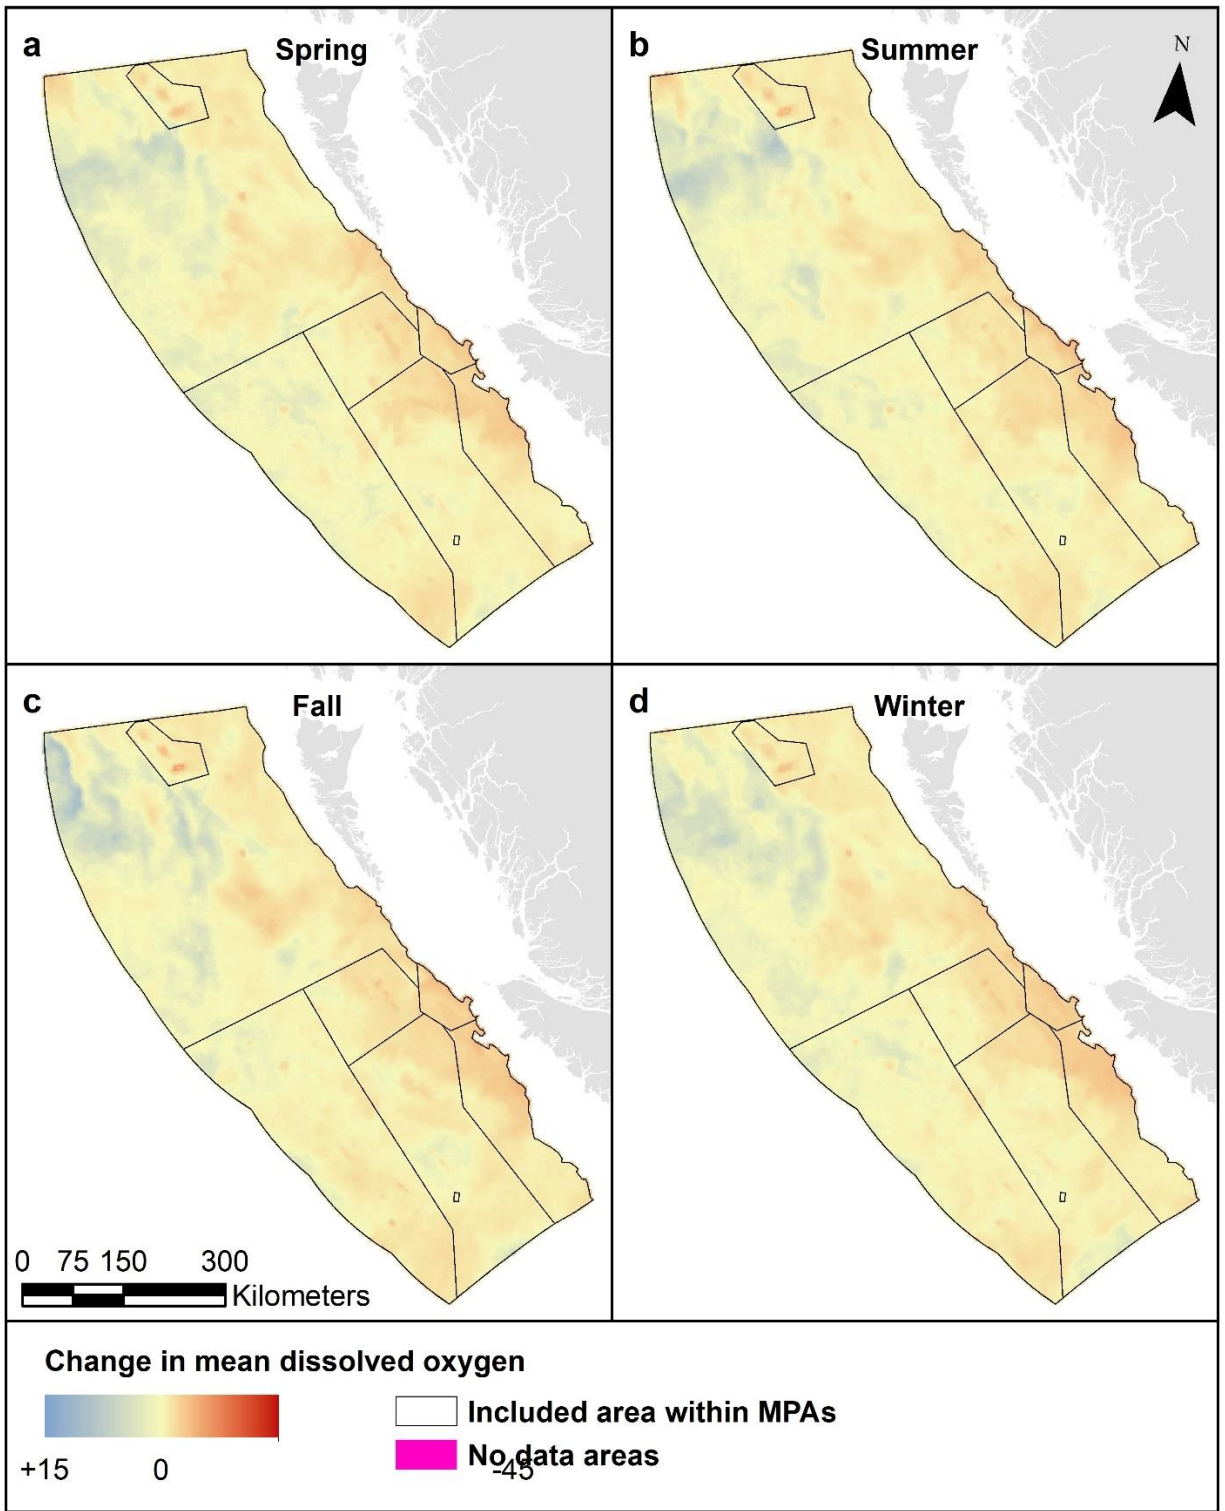 a
Spring
b
Summer
N
c
Fall
d
Winter
0 75 150 300
Kilometers
Change in mean dissolved oxygen
+15 0 -45
Included area within MPAs
No data areas